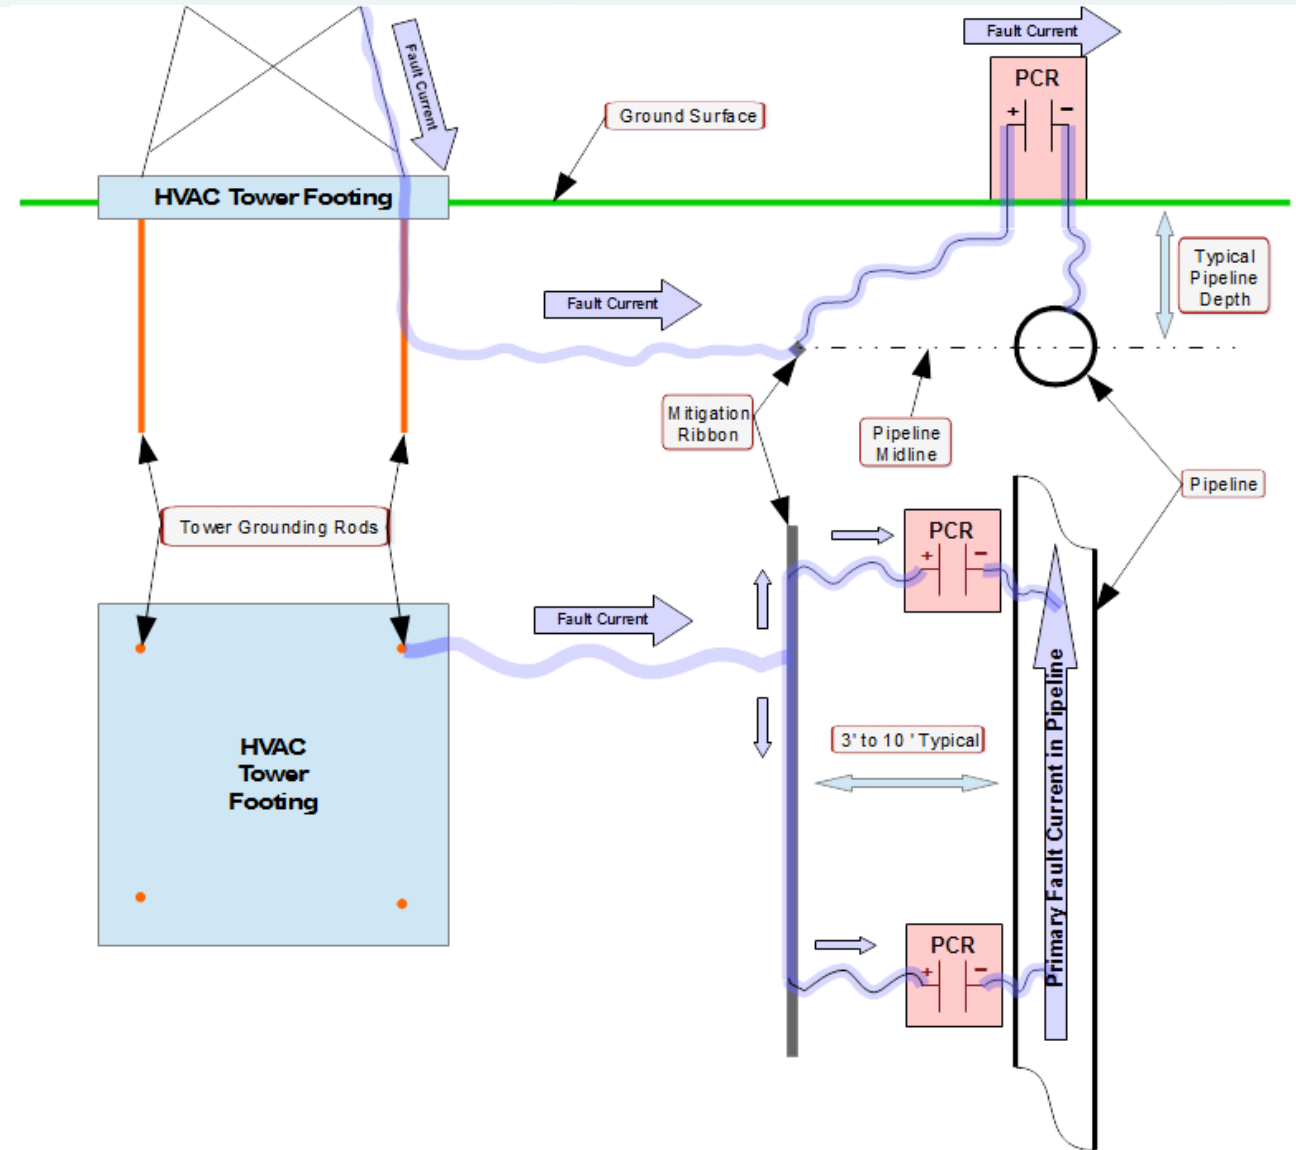 Fault Current
PCR
+ −
Fault Current
Ground Surface
HVAC Tower Footing
Typical
Pipeline
Depth
Fault Current
Mitigation
Ribbon
Pipeline
Midline
Pipeline
Tower Grounding Rods
PCR
+ −
Fault Current
HVAC
Tower
Footing
3' to 10 ' Typical
Primary Fault Current in Pipeline
PCR
+ −